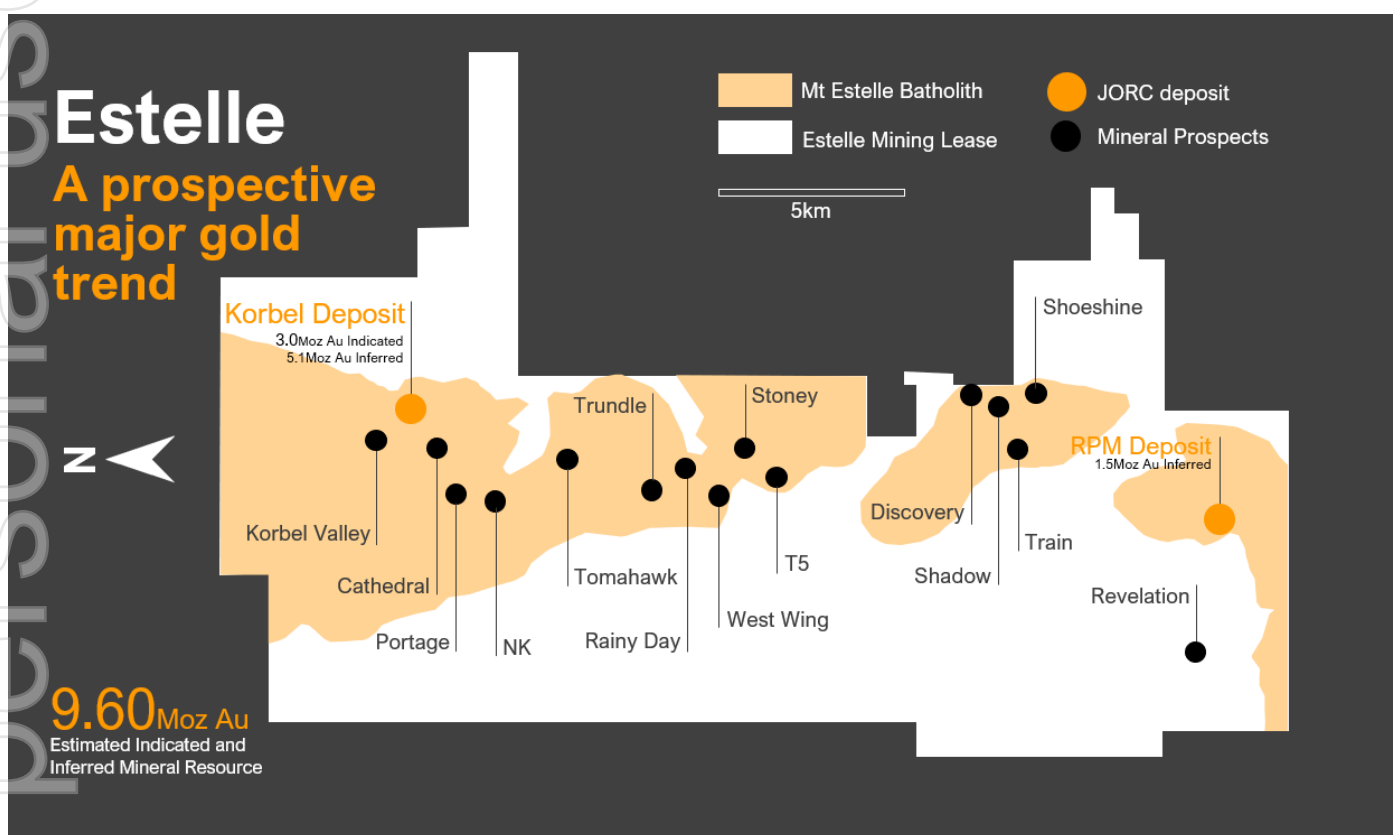 Estelle
A prospective
major gold
trend
Mt Estelle Batholith
Estelle Mining Lease
JORC deposit
Mineral Prospects
5km
Korbel Deposit
3.0Moz Au Indicated
5.1Moz Au Inferred
Shoeshine
Trundle
Stoney
RPM Deposit
1.5Moz Au Inferred
N
Korbel Valley
Discovery
Train
T5
Cathedral
Tomahawk
Shadow
Revelation
West Wing
Portage
NK
Rainy Day
9.60Moz Au
Estimated Indicated and
Inferred Mineral Resource